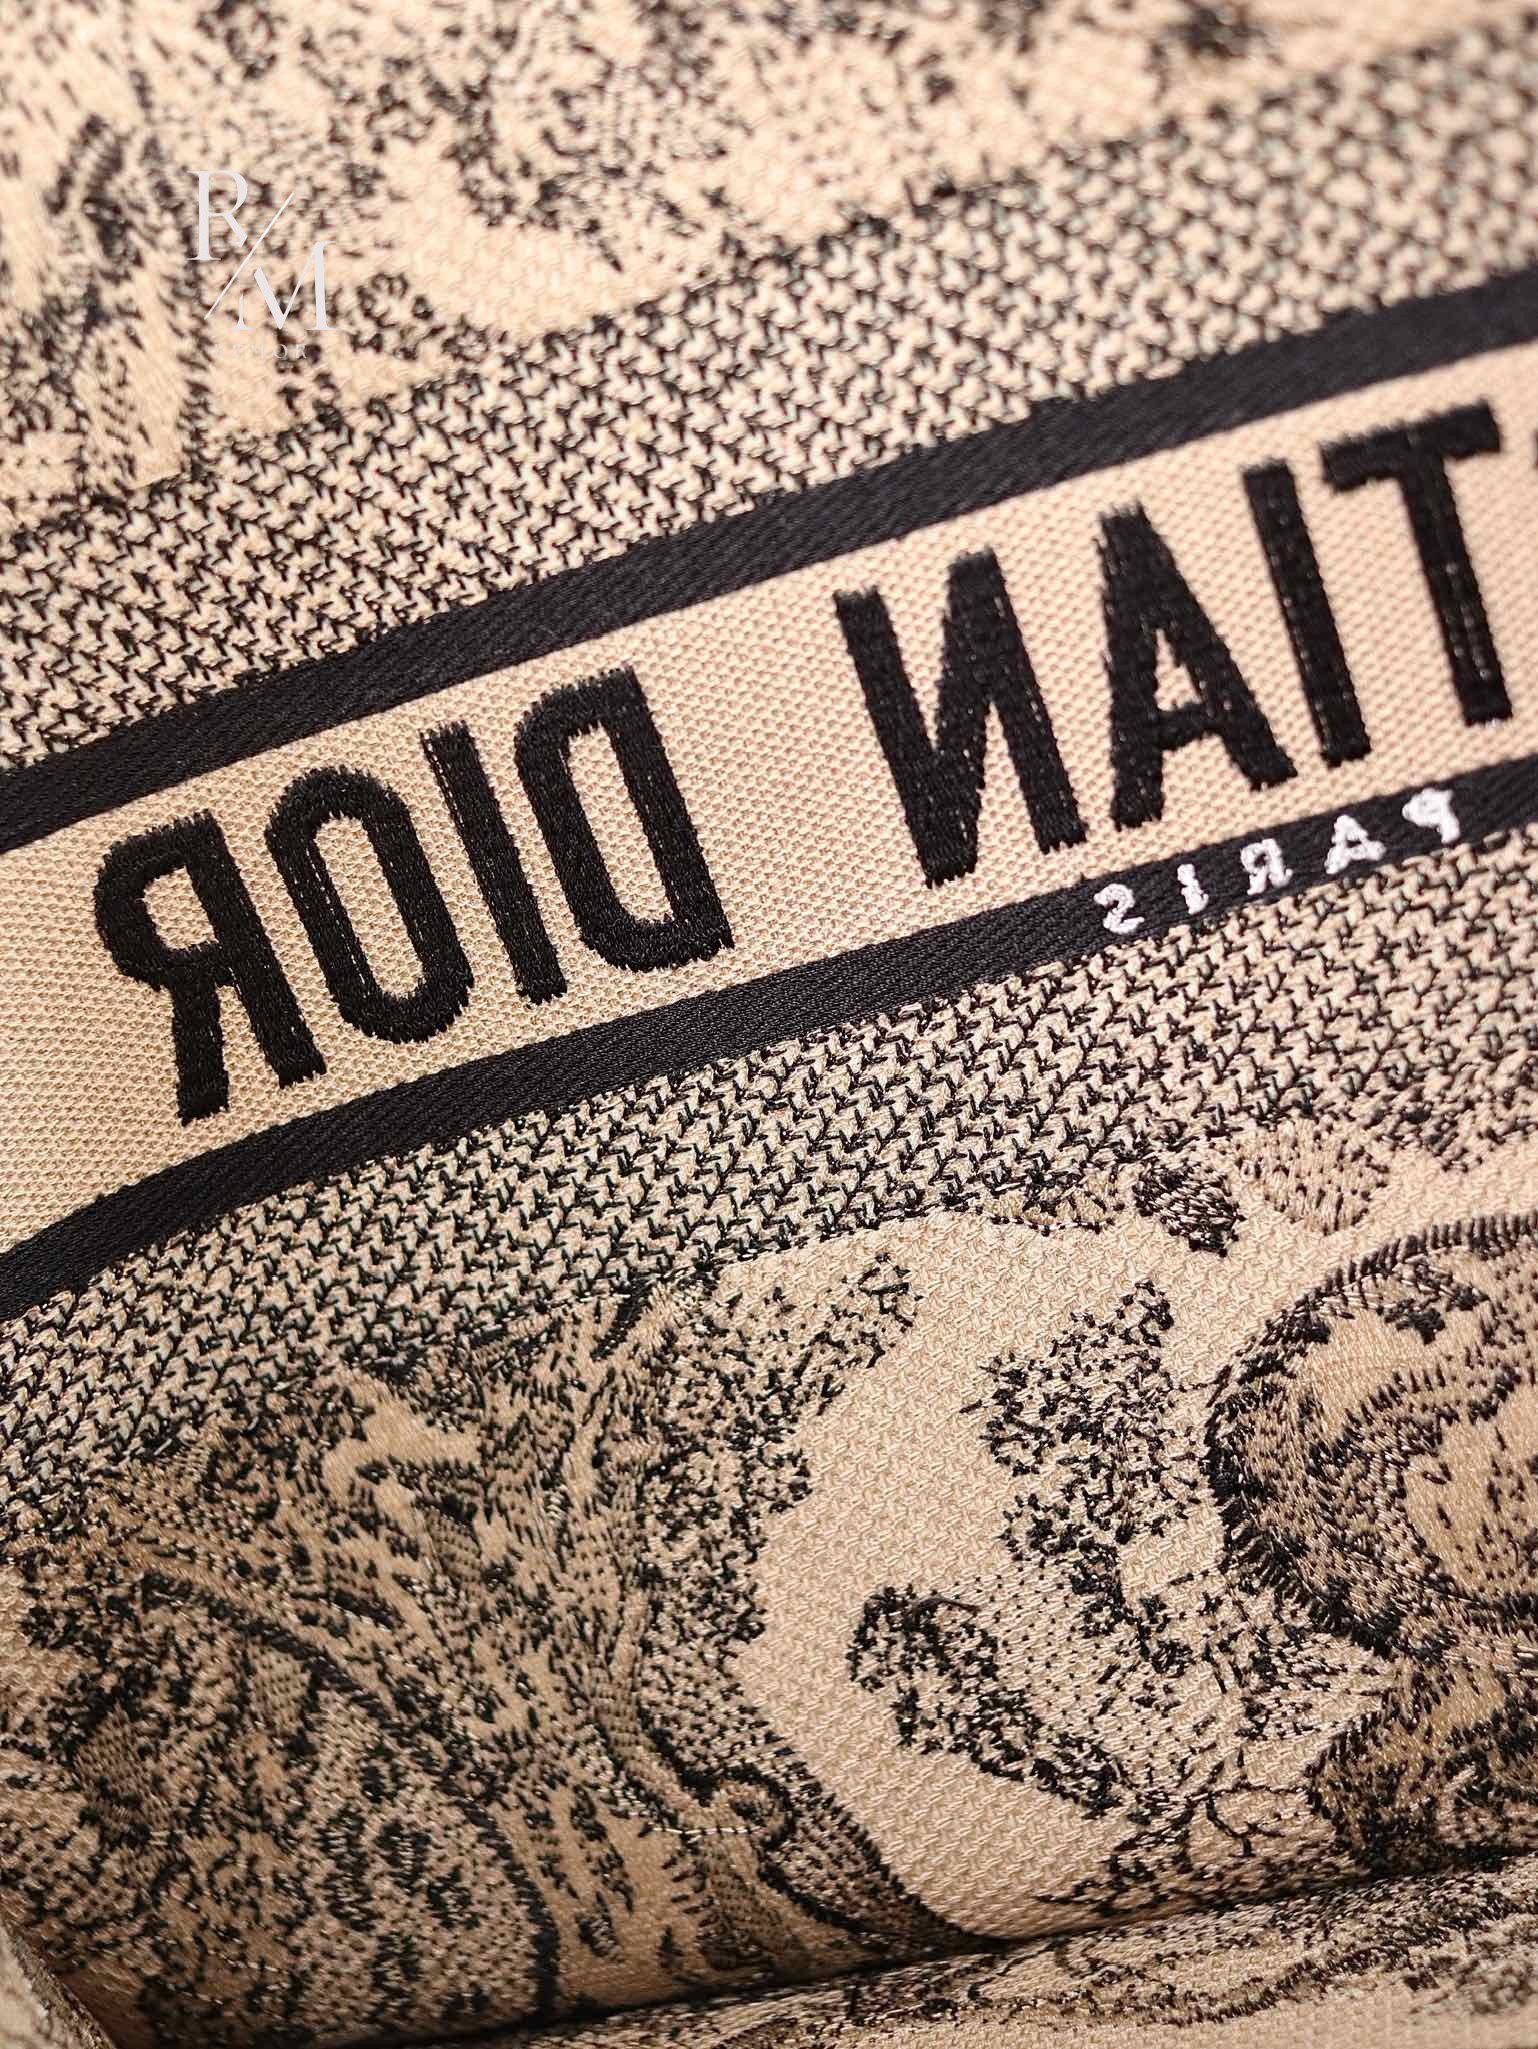 R/M
TIAN DIOR
PARIS